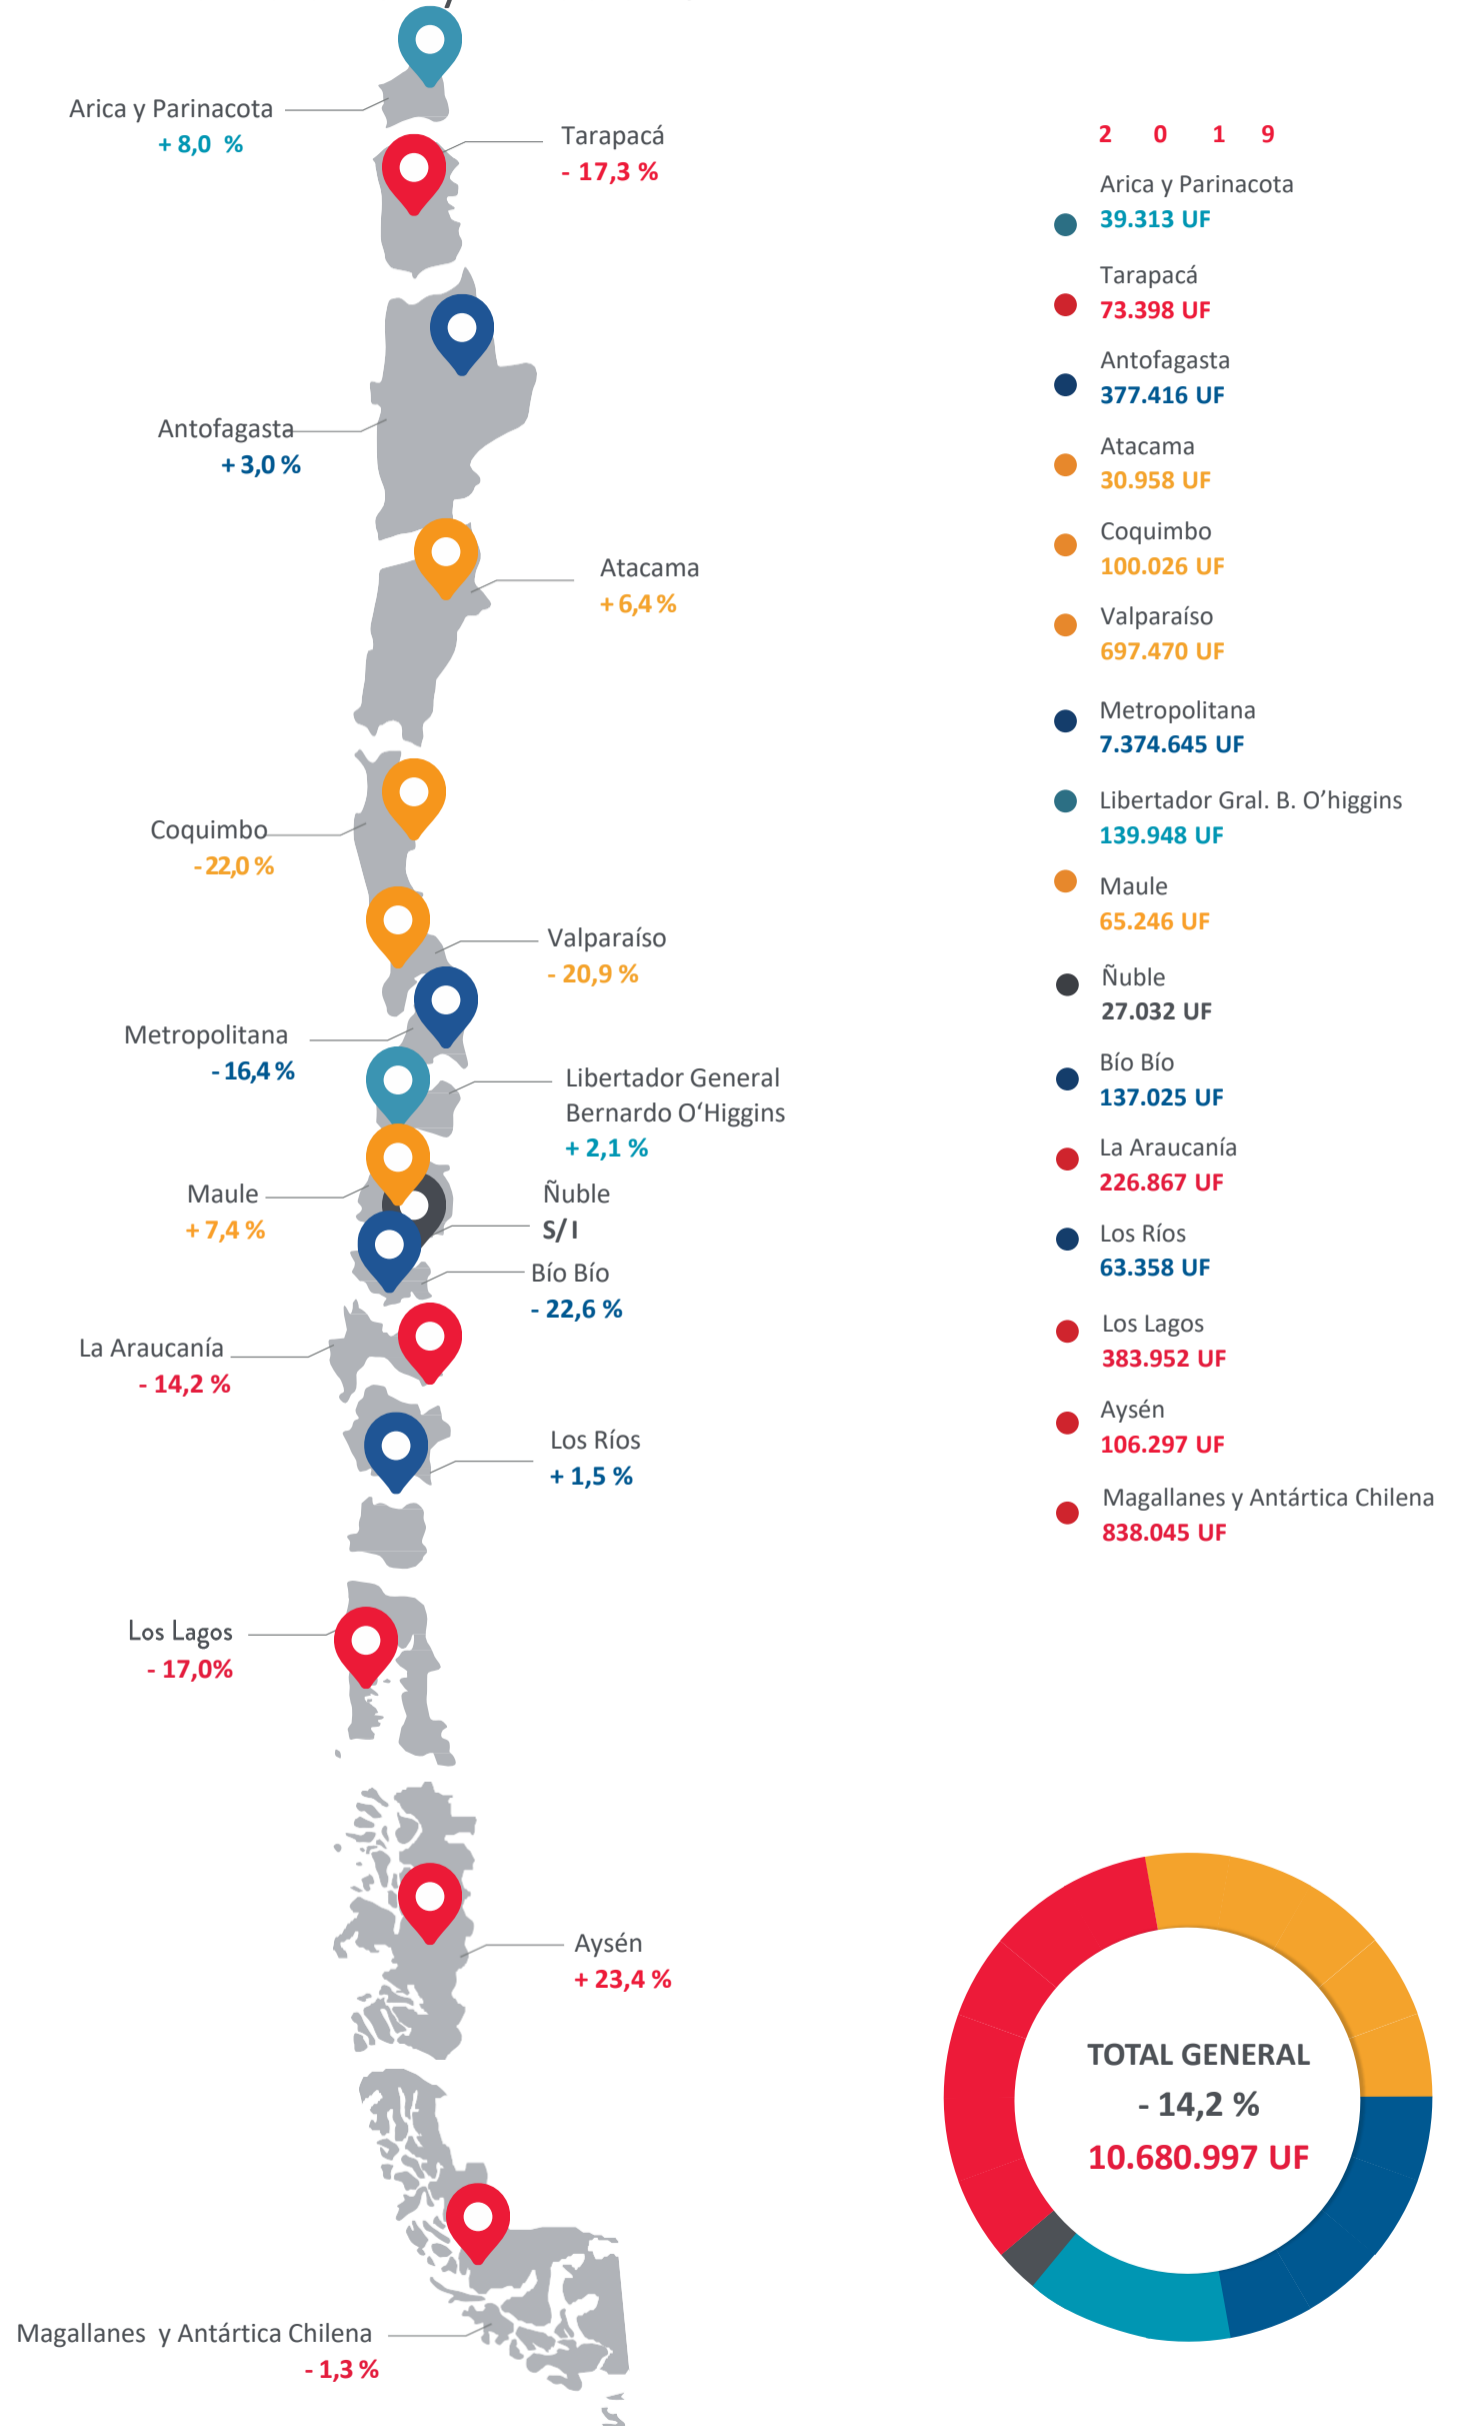 Arica y Parinacota
+ 8,0 %
Tarapacá
- 17,3 %
Antofagasta
+ 3,0 %
Atacama
+ 6,4 %
Coquimbo
- 22,0 %
Valparaíso
- 20,9 %
Metropolitana
- 16,4 %
Libertador General
Bernardo O‘Higgins
+ 2,1 %
Maule
+ 7,4 %
Ñuble
S/ I
Bío Bío
- 22,6 %
La Araucanía
- 14,2 %
Los Ríos
+ 1,5 %
Los Lagos
- 17,0%
Aysén
+ 23,4 %
Magallanes y Antártica Chilena
- 1,3 %
2 0 1 9
Arica y Parinacota
39.313 UF
Tarapacá
73.398 UF
Antofagasta
377.416 UF
Atacama
30.958 UF
Coquimbo
100.026 UF
Valparaíso
697.470 UF
Metropolitana
7.374.645 UF
Libertador Gral. B. O’higgins
139.948 UF
Maule
65.246 UF
Ñuble
27.032 UF
Bío Bío
137.025 UF
La Araucanía
226.867 UF
Los Ríos
63.358 UF
Los Lagos
383.952 UF
Aysén
106.297 UF
Magallanes y Antártica Chilena
838.045 UF
TOTAL GENERAL
- 14,2 %
10.680.997 UF